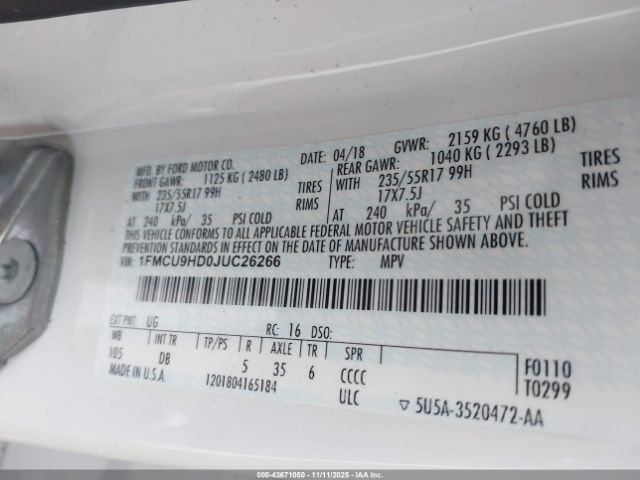 MFD. BY FORD MOTOR CO.
DATE: 04/18 GVWR: 2159 KG ( 4760 LB)
FRONT GAWR: 1125 KG ( 2480 LB) REAR GAWR: 1040 KG ( 2293 LB)
WITH 235/55R17 99H TIRES WITH 235/55R17 99H TIRES
17X7.5J RIMS 17X7.5J RIMS
AT 240 kPa/ 35 PSI COLD AT 240 kPa/ 35 PSI COLD
THIS VEHICLE CONFORMS TO ALL APPLICABLE FEDERAL MOTOR VEHICLE SAFETY AND THEFT
PREVENTION STANDARDS IN EFFECT ON THE DATE OF MANUFACTURE SHOWN ABOVE.
VIN: 1FMCU9HD0JUC26266 TYPE: MPV
EXT PNT: UG RC: 16 DSO:
WB INT TR TP/PS R AXLE TR SPR
105 DB 5 35 6 CCCC
F0110
T0299
MADE IN U.S.A. 1201804165184 ULC
▽ 5U5A-3520472-AA
000-43671050 - 11/11/2025 - IAAI.COM